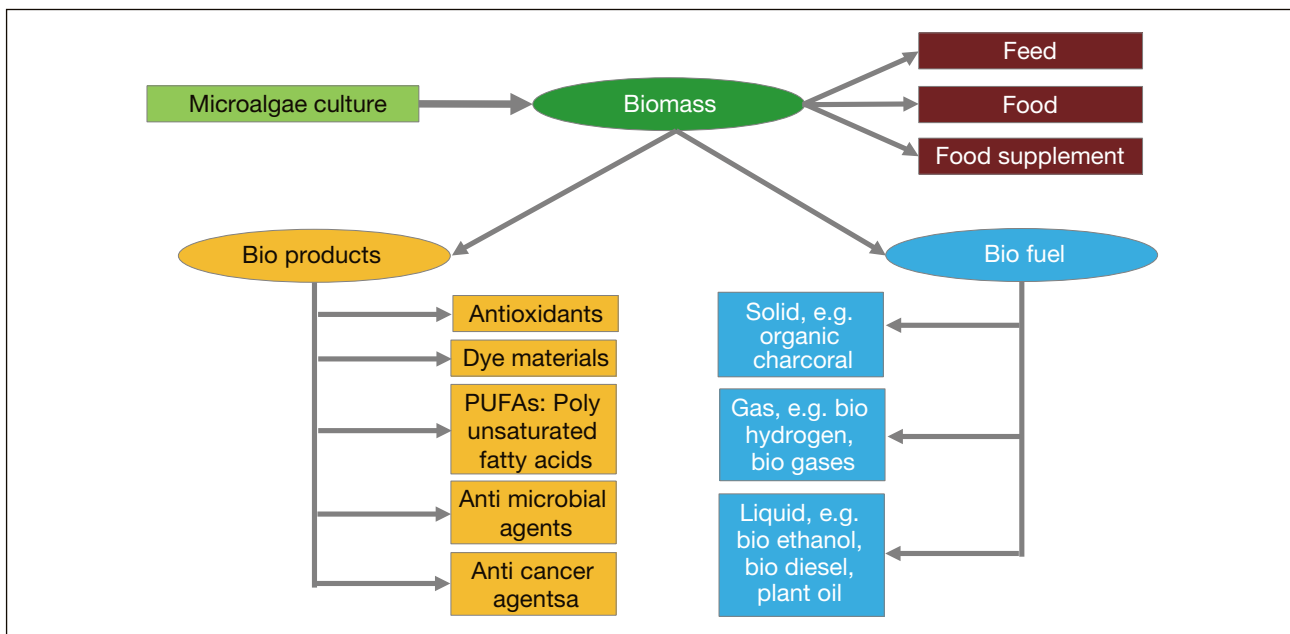 Feed
Microalgae culture
Biomass
Food
Food supplement
Bio products
Bio fuel
Antioxidants
Dye materials
PUFAs: Poly
unsaturated
fatty acids
Anti microbial
agents
Anti cancer
agentsa
Solid, e.g.
organic
charcoral
Gas, e.g. bio
hydrogen,
bio gases
Liquid, e.g.
bio ethanol,
bio diesel,
plant oil